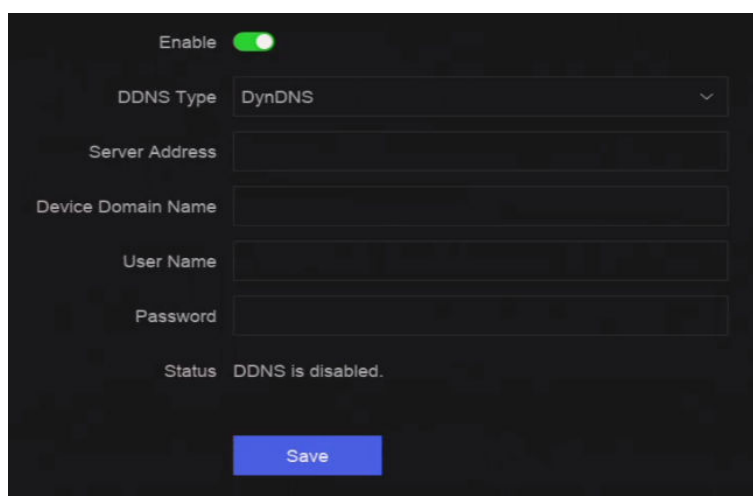 Enable
DDNS Type DynDNS
Server Address
Device Domain Name
User Name
Password
Status DDNS is disabled.
Save